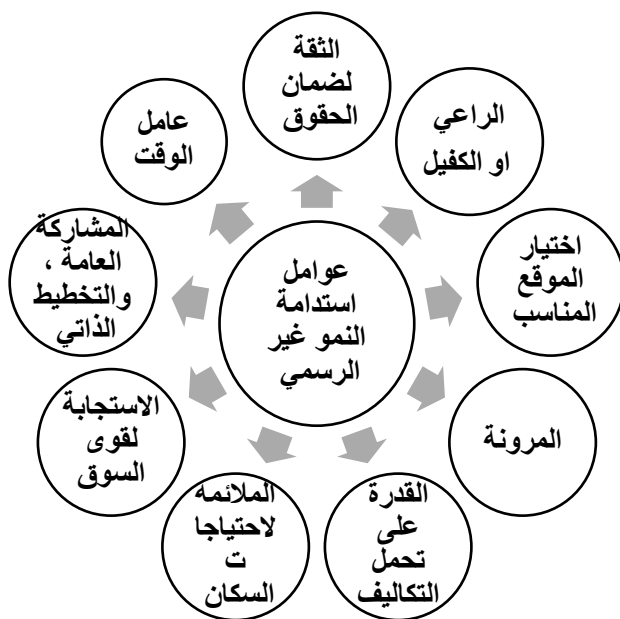 الثقة
لضمان
الحقوق
الراعي
او الكفيل
اختيار
الموقع
المناسب
المرونة
القدرة
على
تحمل
التكاليف
الملائمه
لاحتياجا
ت
السكان
الاستجابة
لقوى
السوق
المشاركة
العامة ،
والتخطيط
الذاتي
عامل
الوقت
عوامل
استدامة
النمو غير
الرسمي